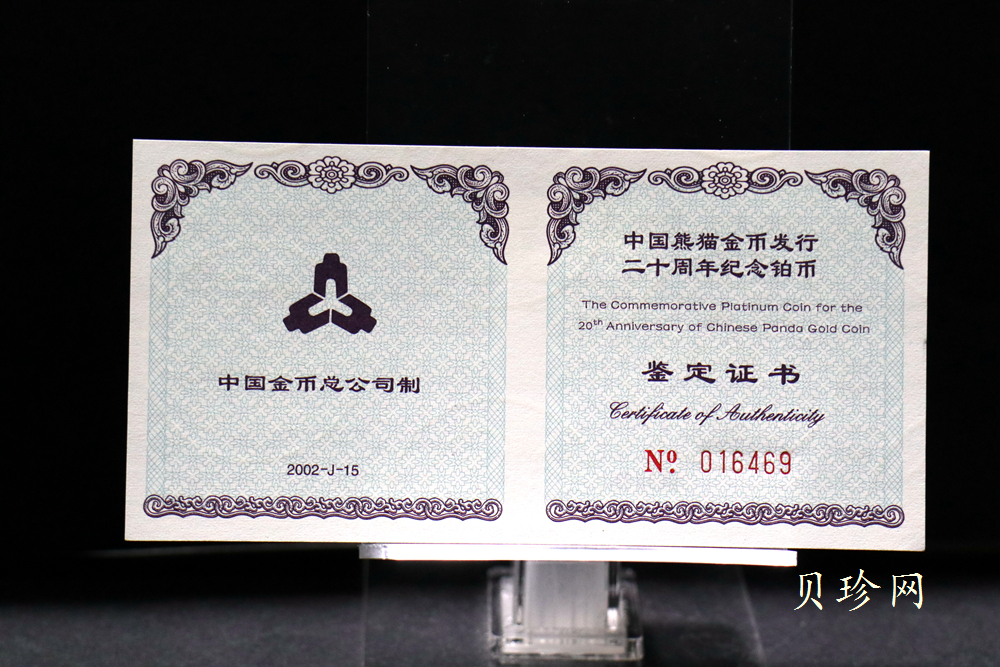 中国金币总公司制
2002-J-15
中国熊猫金币发行
二十周年纪念铂币
The Commemorative Platinum Coin for the
20th Anniversary of Chinese Panda Gold Coin
鉴定证书
Certificate of Authenticity
Nº 016469
贝珍网